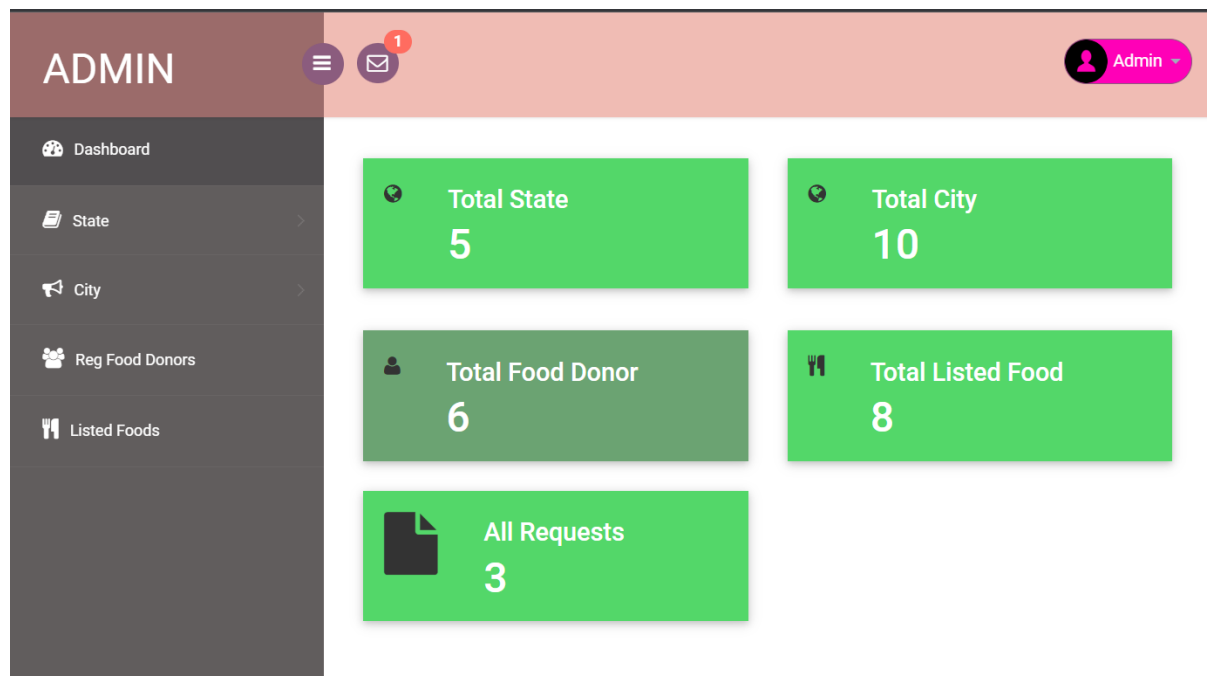 ADMIN
1
Admin
Dashboard
State
City
Reg Food Donors
Listed Foods
Total State
5
Total City
10
Total Food Donor
6
Total Listed Food
8
All Requests
3